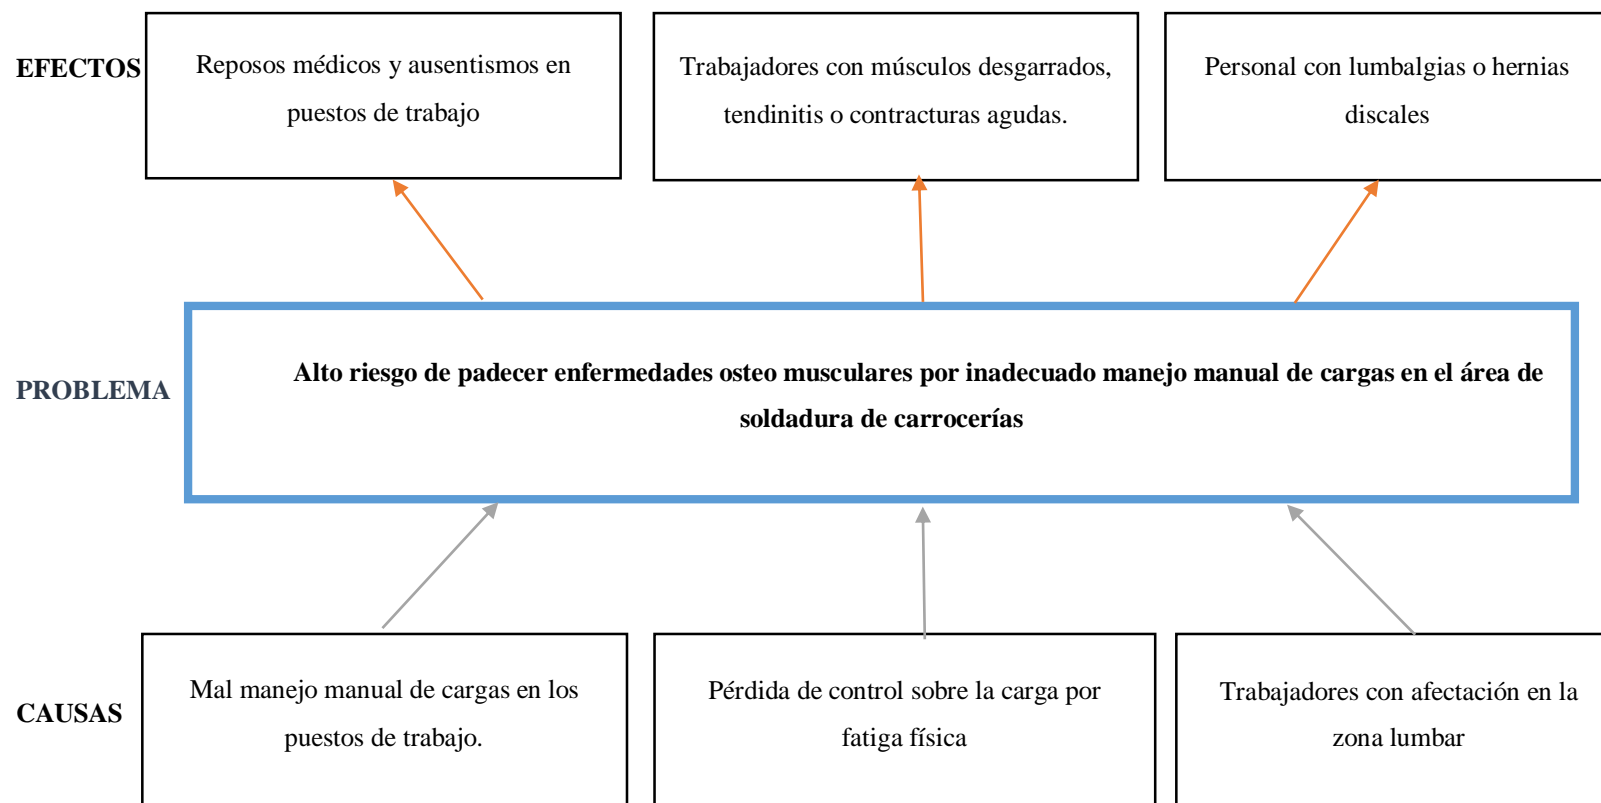 EFECTOS
Reposos médicos y ausentismos en
puestos de trabajo
Trabajadores con músculos desgarrados,
tendinitis o contracturas agudas.
Personal con lumbalgias o hernias
discales
PROBLEMA
Alto riesgo de padecer enfermedades osteo musculares por inadecuado manejo manual de cargas en el área de
soldadura de carrocerías
CAUSAS
Mal manejo manual de cargas en los
puestos de trabajo.
Pérdida de control sobre la carga por
fatiga física
Trabajadores con afectación en la
zona lumbar